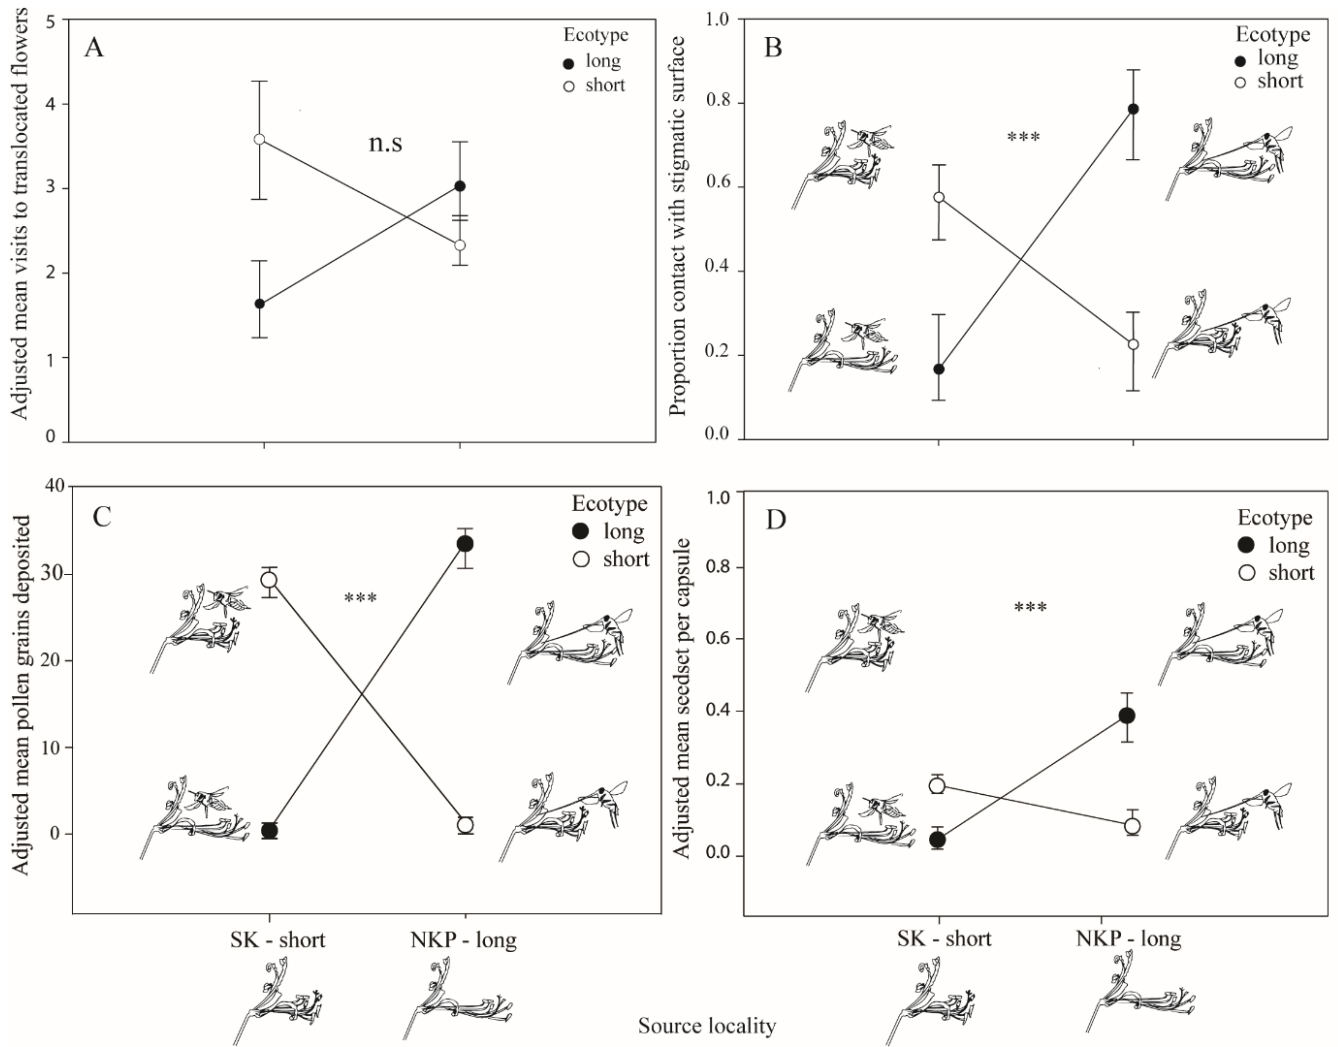 A
Adjusted mean visits to translocated flowers
5
4
3
2
1
0
Ecotype
long
short
n.s
B
Proportion contact with stigmatic surface
1.0
0.8
0.6
0.4
0.2
0.0
Ecotype
long
short
***
C
Adjusted mean pollen grains deposited
40
30
20
10
0
Ecotype
long
short
***
SK - short
NKP - long
D
Adjusted mean seedset per capsule
1.0
0.8
0.6
0.4
0.2
0.0
Ecotype
long
short
***
SK - short
NKP - long
Source locality